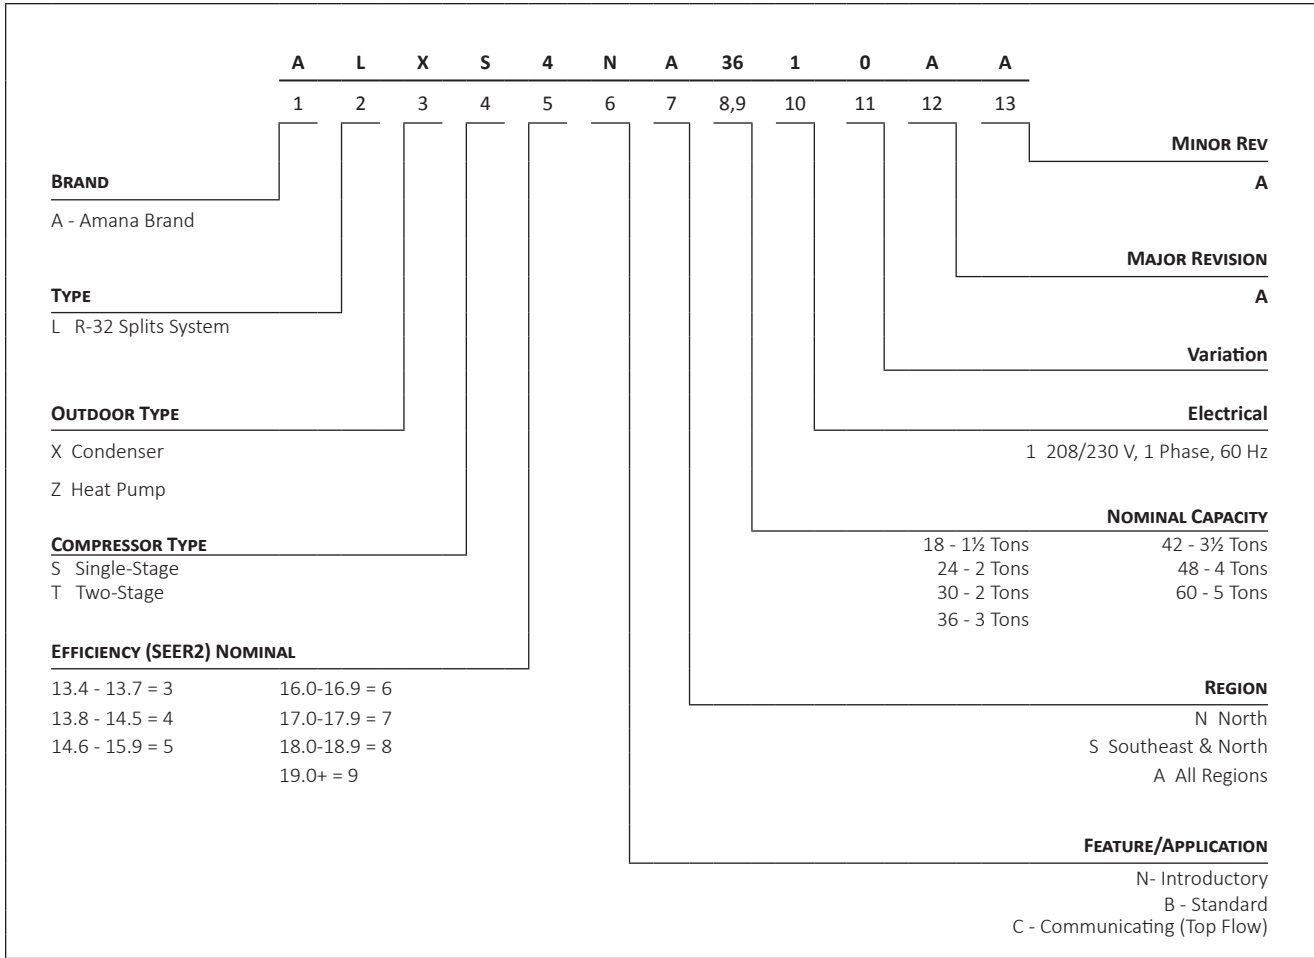 A L X S 4 N A 36 1 0 A A
1 2 3 4 5 6 7 8,9 10 11 12 13
MINOR REV
A
BRAND
A - Amana Brand
MAJOR REVISION
A
TYPE
L R-32 Splits System
Variation
OUTDOOR TYPE
X Condenser
Z Heat Pump
Electrical
1 208/230 V, 1 Phase, 60 Hz
NOMINAL CAPACITY
18 - 1½ Tons 42 - 3½ Tons
24 - 2 Tons 48 - 4 Tons
30 - 2 Tons 60 - 5 Tons
36 - 3 Tons
COMPRESSOR TYPE
S Single-Stage
T Two-Stage
EFFICIENCY (SEER2) NOMINAL
13.4 - 13.7 = 3 16.0-16.9 = 6
13.8 - 14.5 = 4 17.0-17.9 = 7
14.6 - 15.9 = 5 18.0-18.9 = 8
19.0+ = 9
REGION
N North
S Southeast & North
A All Regions
FEATURE/APPLICATION
N- Introductory
B - Standard
C - Communicating (Top Flow)